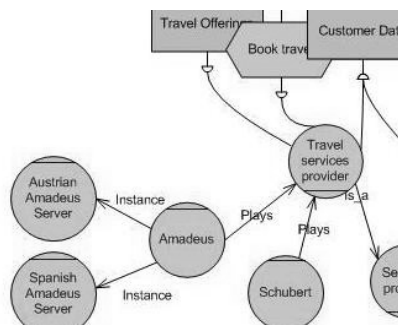 Travel Offering
Customer Dat
Book trave
Travel
services
provider
Austrian
Amadeus
Server
Instance
Plays
Is_a
Amadeus
Plays
Spanish
Amadeus
Server
Instance
Schubert
Se
pro